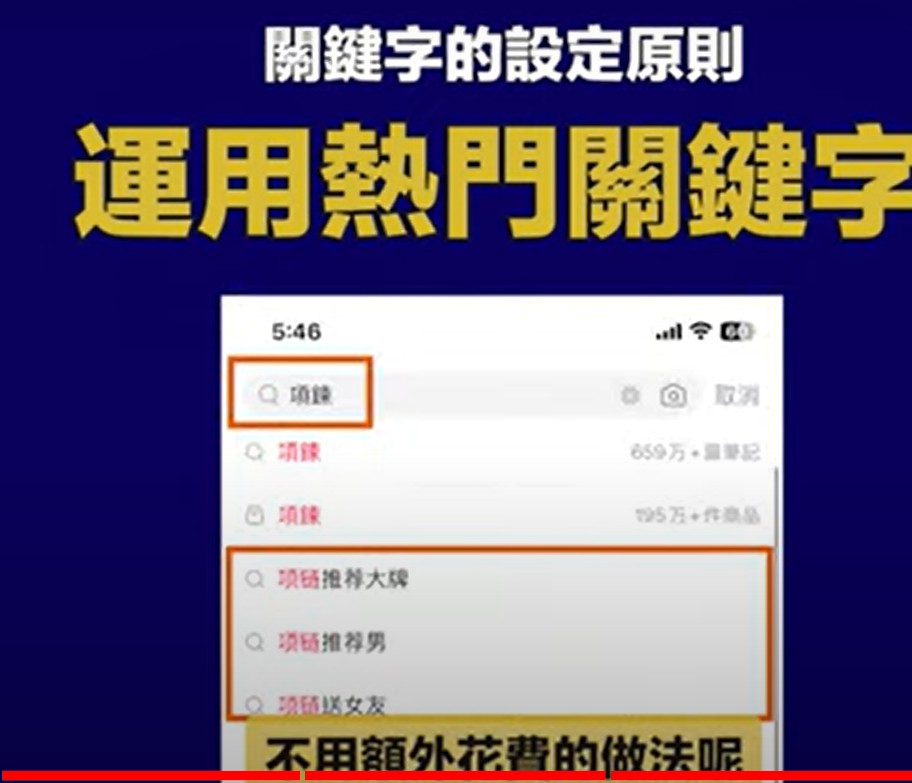 關鍵字的設定原則
運用熱門關鍵字
5:46 60
項鍊 取消
項鍊 659万+篇筆記
項鍊 195万+件商品
项链推荐大牌
项链推荐男
项链送女友
不用額外花費的做法呢